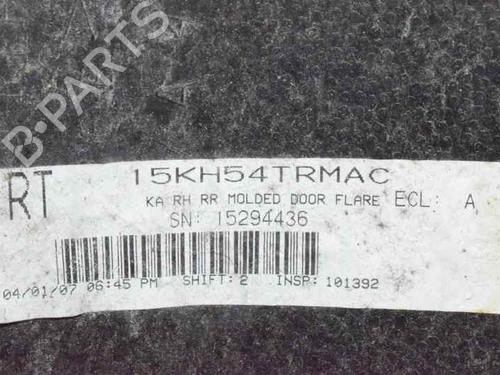 B-PARTS
RT
15KH54TRMAC
KA RH RR MOLDED DOOR FLARE ECL: A
SN: 15294436
04/01/07 06:45 PM SHIFT: 2 INSP: 101392